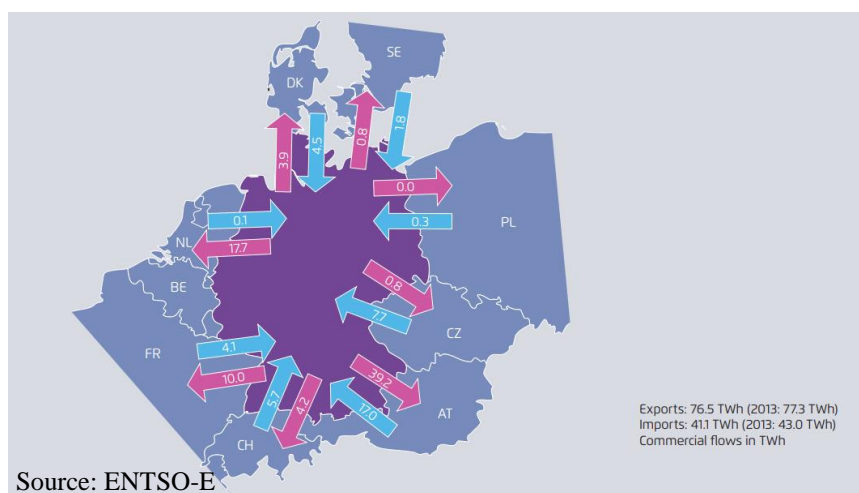 SE
DK
3.9
4.5
0.8
1.8
0.0
0.3
PL
0.1
NL
17.7
BE
0.8
7.7
CZ
FR
4.1
10.0
5.7
4.2
39.2
17.0
AT
CH
Exports: 76.5 TWh (2013: 77.3 TWh)
Imports: 41.1 TWh (2013: 43.0 TWh)
Commercial flows in TWh
Source: ENTSO-E